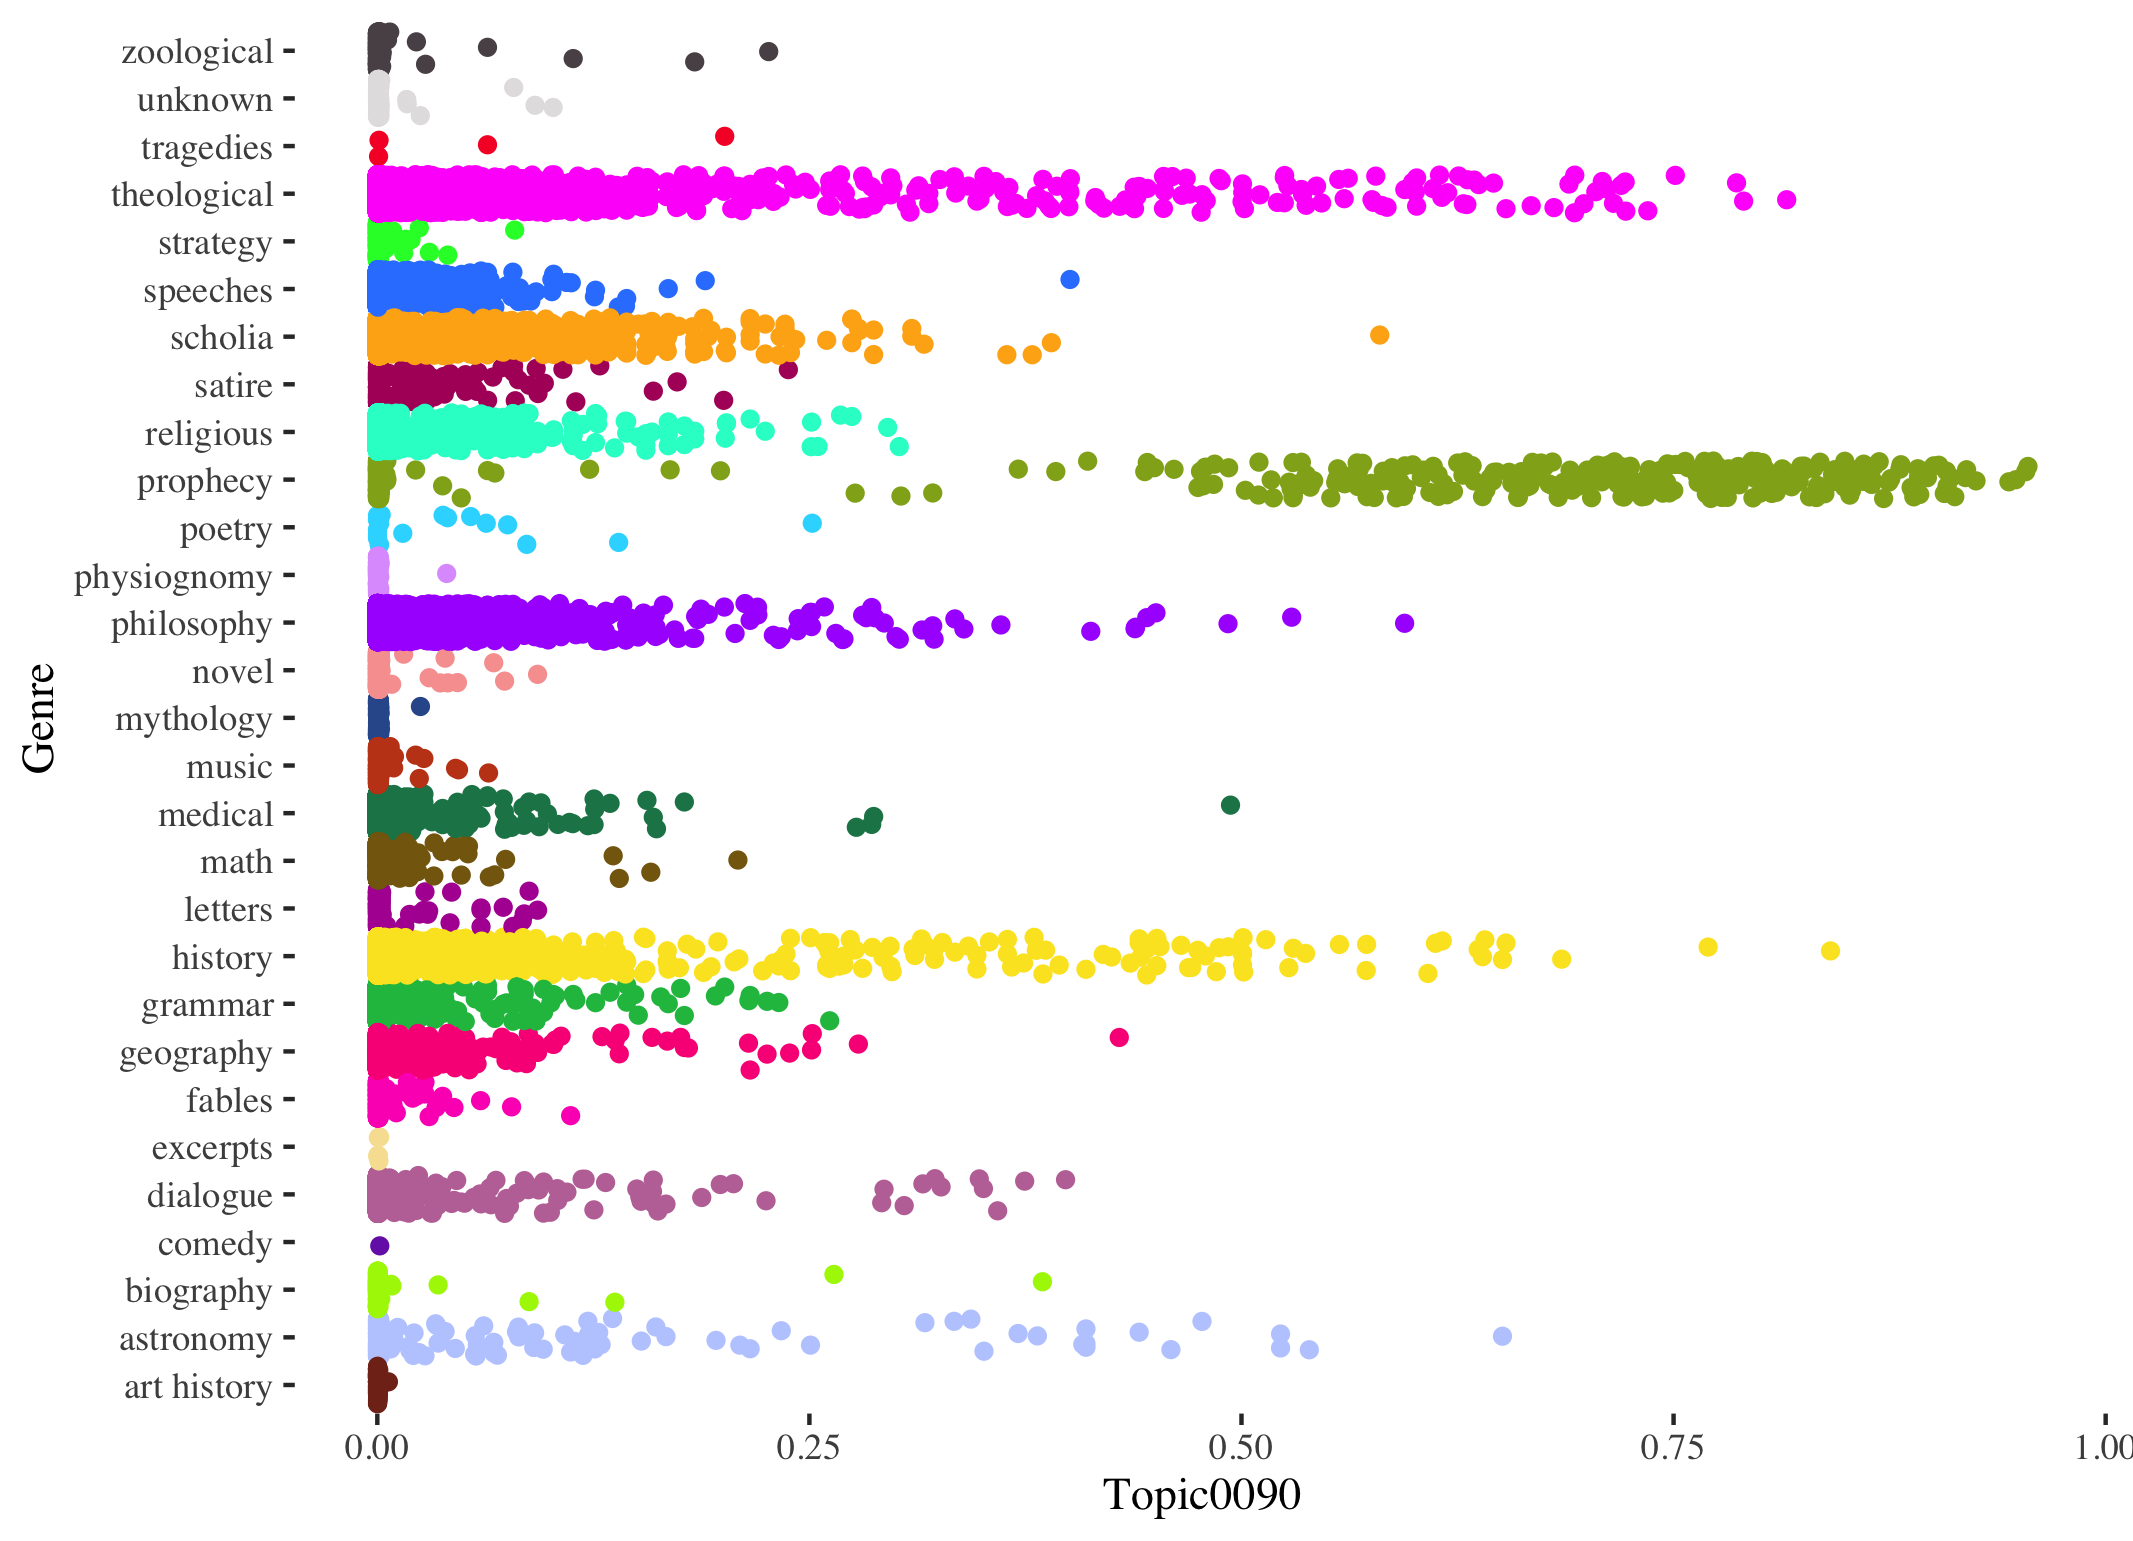 zoological
unknown
tragedies
theological
strategy
speeches
scholia
satire
religious
prophecy
poetry
physiognomy
philosophy
novel
mythology
music
medical
math
letters
history
grammar
geography
fables
excerpts
dialogue
comedy
biography
astronomy
art history
Genre
0.00 0.25 0.50 0.75 1.00
Topic0090